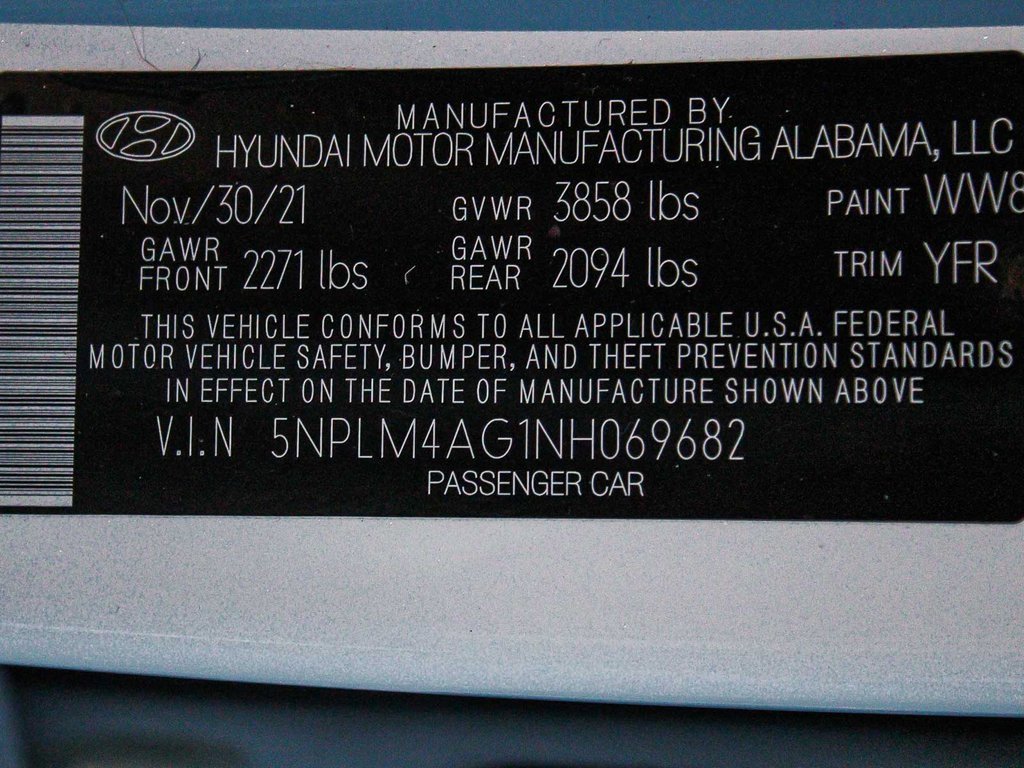 MANUFACTURED BY
HYUNDAI MOTOR MANUFACTURING ALABAMA, LLC
Nov/30/21 GVWR 3858 lbs PAINT WW8
GAWR FRONT 2271 lbs GAWR REAR 2094 lbs TRIM YFR
THIS VEHICLE CONFORMS TO ALL APPLICABLE U.S.A. FEDERAL
MOTOR VEHICLE SAFETY, BUMPER, AND THEFT PREVENTION STANDARDS
IN EFFECT ON THE DATE OF MANUFACTURE SHOWN ABOVE
V.I.N 5NPLM4AG1NH069682
PASSENGER CAR